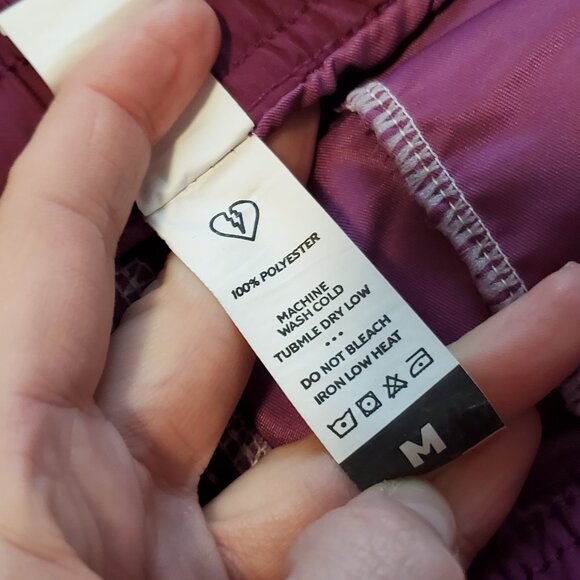 100% POLYESTER
MACHINE
WASH COLD
TUBMLE DRY LOW
...
DO NOT BLEACH
IRON LOW HEAT
M